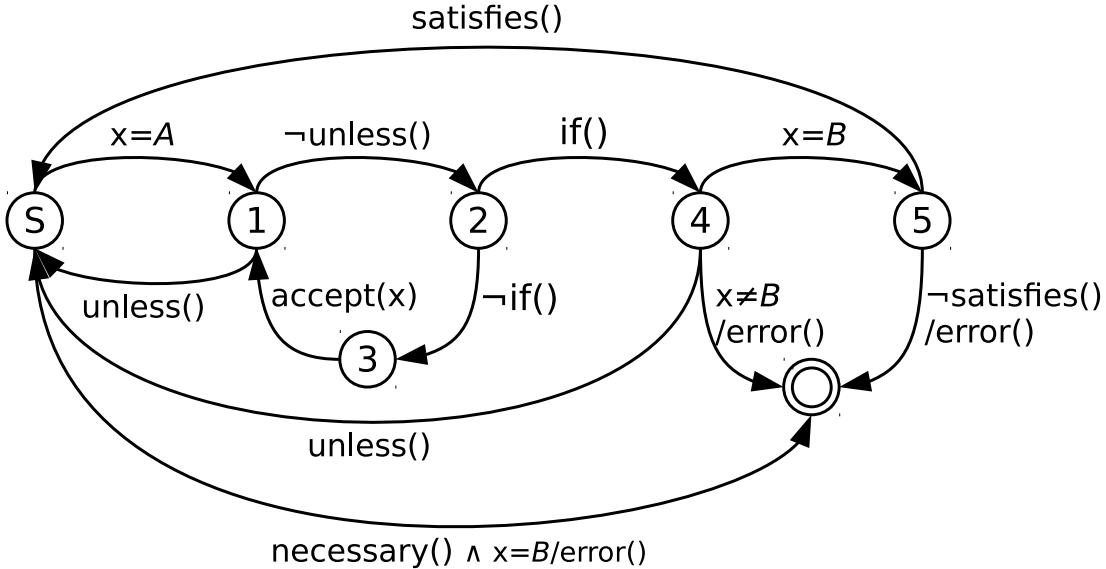 satisfies()
x=A
¬unless()
if()
x=B
S
1
2
4
5
unless()
accept(x)
¬if()
x≠B
/error()
¬satisfies()
/error()
3
unless()
necessary() ∧ x=B/error()